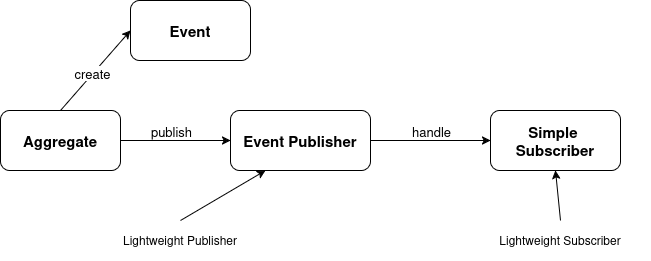 Event
create
Aggregate
publish
Event Publisher
handle
Simple
Subscriber
Lightweight Publisher
Lightweight Subscriber